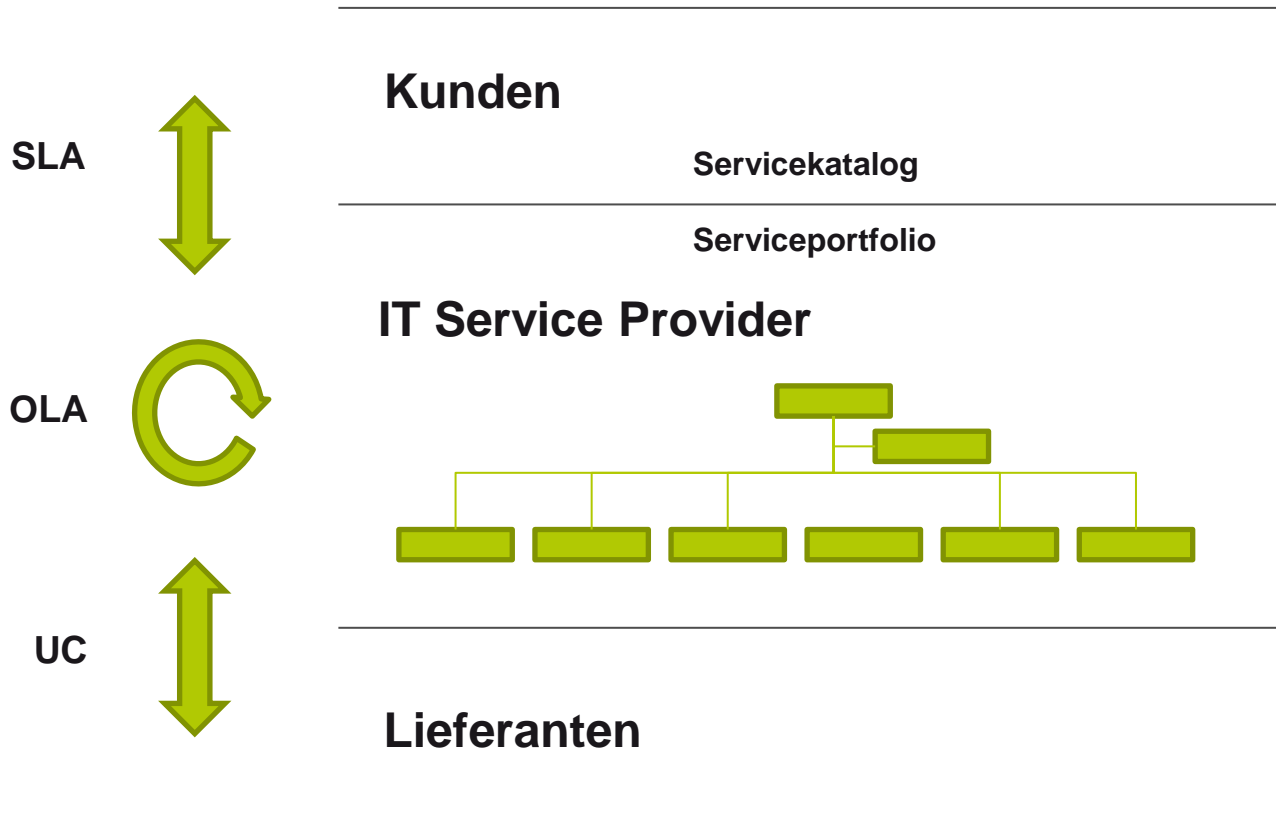 Kunden
SLA
Servicekatalog
Serviceportfolio
IT Service Provider
OLA
UC
Lieferanten